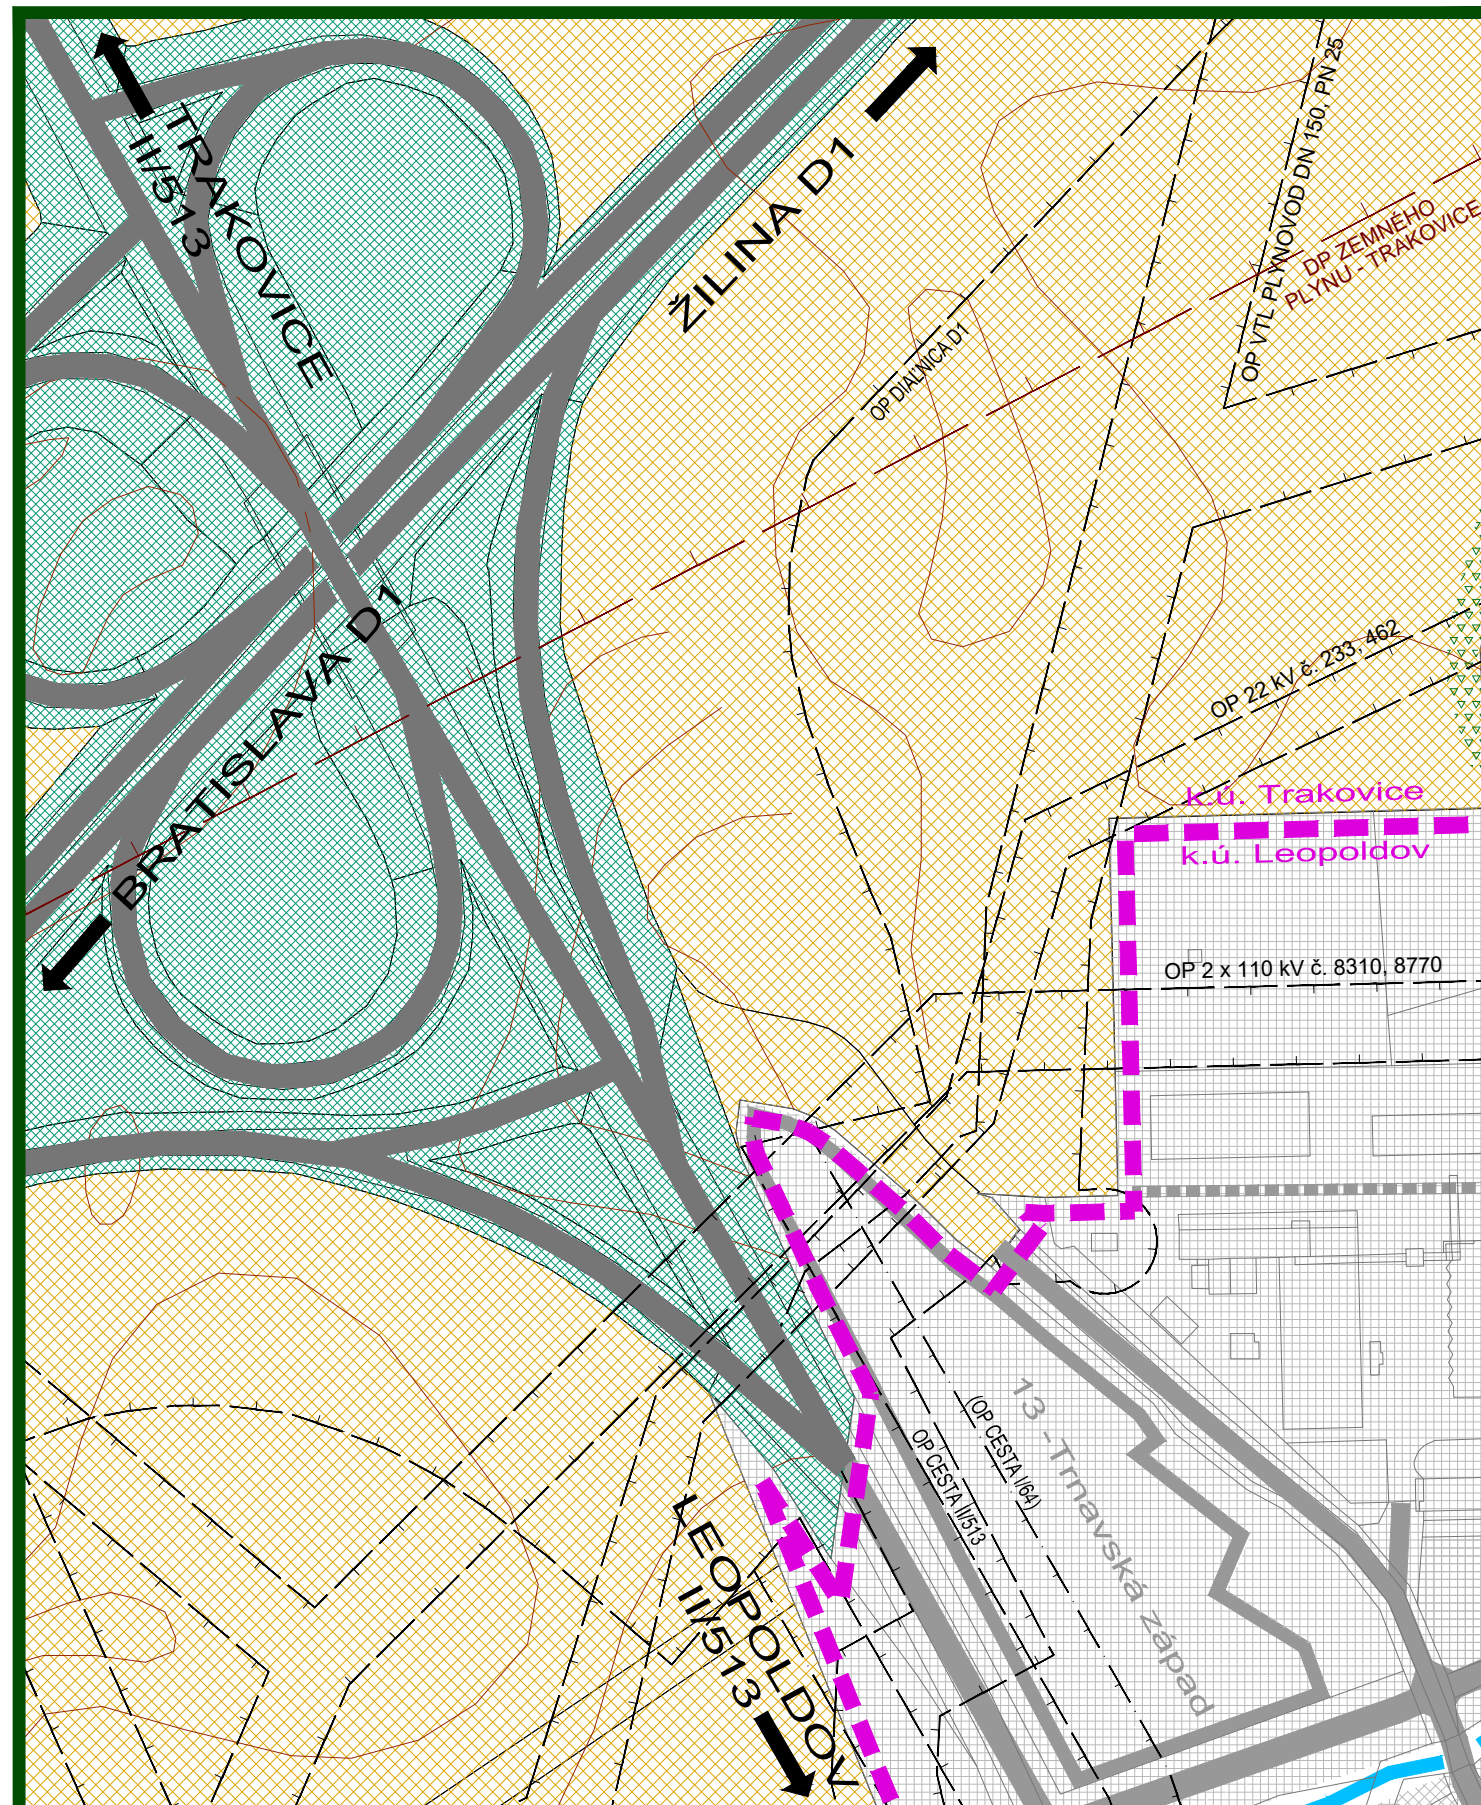 TRAKOVICE
II/513
ŽILINA D1
OP VTL PLYNOVOD DN 150, PN 25
DP ZEMNÉHO
PLYNU - TRAKOVICE
OP DIAĽNICA D1
BRATISLAVA D1
OP 22 kV č. 233, 462
k.ú. Trakovice
k.ú. Leopoldov
OP 2 x 110 kV č. 8310, 8770
13 -Trnavská západ
(OP CESTA I/64)
OP CESTA II/513
LEOPOLDOV
II/513